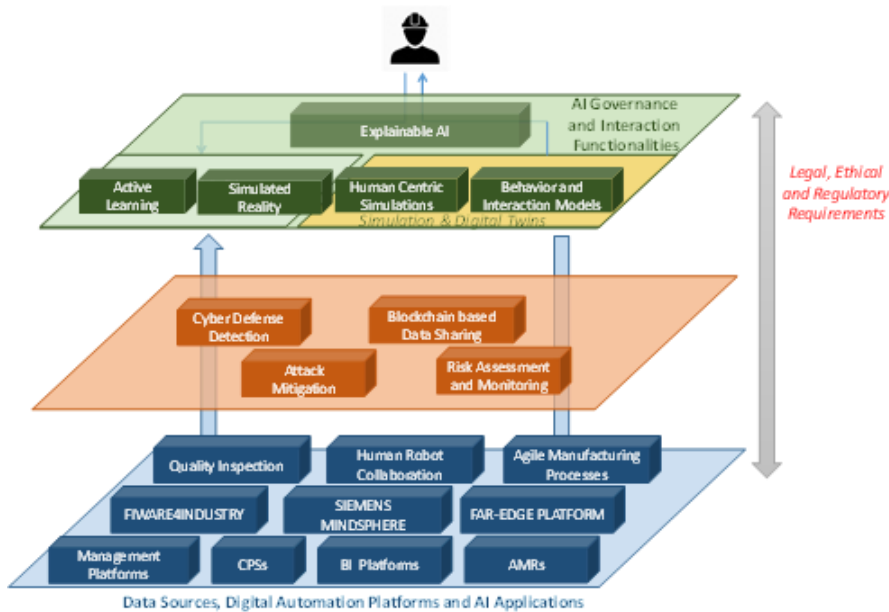 AI Governance
and Interaction
Functionalities
Explainable AI
Legal, Ethical
and Regulatory
Requirements
Active
Learning
Simulated
Reality
Human Centric
Simulations
Behavior and
Interaction Models
Simulation & Digital Twins
Cyber Defense
Detection
Blockchain based
Data Sharing
Attack
Mitigation
Risk Assessment
and Monitoring
Quality Inspection
Human Robot
Collaboration
Agile Manufacturing
Processes
FIWARE4INDUSTRY
SIEMENS
MINDSPHERE
FAR-EDGE PLATFORM
Management
Platforms
CPSs
BI Platforms
AMRs
Data Sources, Digital Automation Platforms and AI Applications